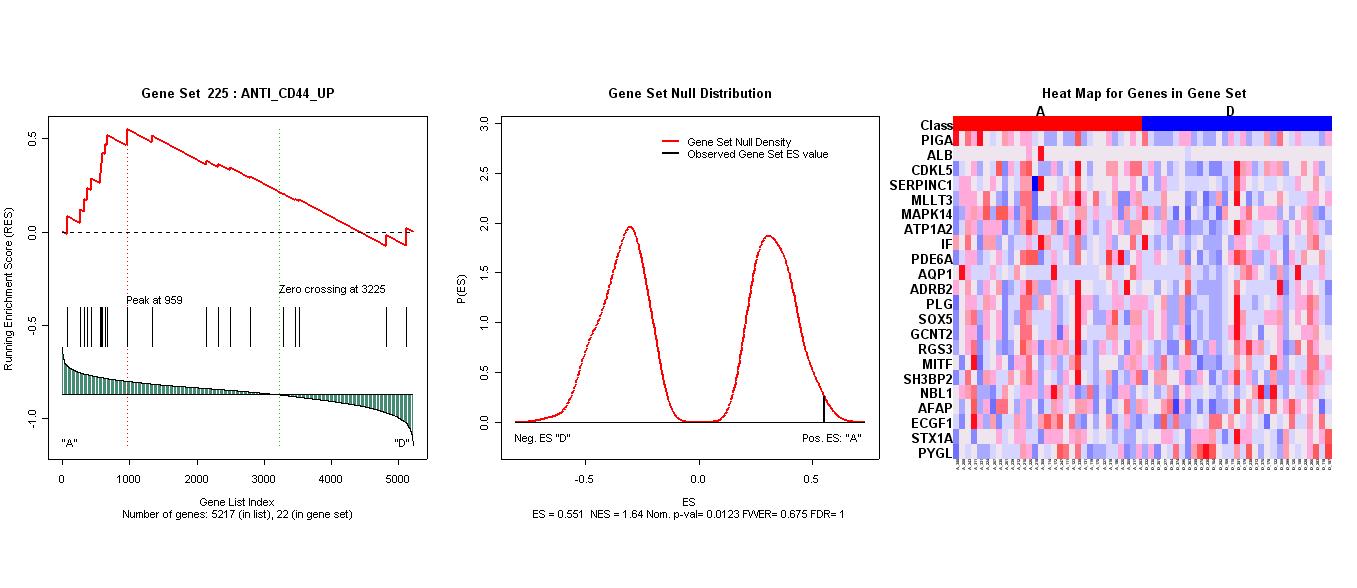 Gene Set 225 : ANTI_CD44_UP
Running Enrichment Score (RES)
0.5
0.0
-0.5
-1.0
Peak at 959
Zero crossing at 3225
"A"
"D"
0 1000 2000 3000 4000 5000
Gene List Index
Number of genes: 5217 (in list), 22 (in gene set)
Gene Set Null Distribution
P(ES)
3.0
2.5
2.0
1.5
1.0
0.5
0.0
Gene Set Null Density
Observed Gene Set ES value
Neg. ES "D"
Pos. ES: "A"
-0.5 0.0 0.5
ES
ES = 0.551 NES = 1.64 Nom. p-val= 0.0123 FWER= 0.675 FDR= 1
Heat Map for Genes in Gene Set
A D
Class
PIGA
ALB
CDKL5
SERPINC1
MLLT3
MAPK14
ATP1A2
IF
PDE6A
AQP1
ADRB2
PLG
SOX5
GCNT2
RGS3
MITF
SH3BP2
NBL1
AFAP
ECGF1
STX1A
PYGL